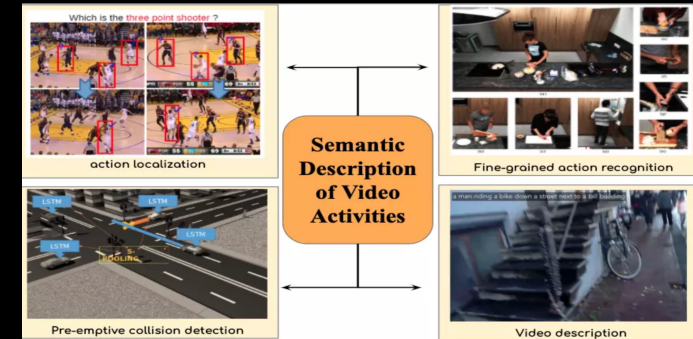 Which is the three point shooter ?
action localization
Semantic
Description
of Video
Activities
Fine-grained action recognition
LSTM
LSTM
LSTM
LSTM
S-
POOLING
Pre-emptive collision detection
a man riding a bike down a street next to a tall building
Video description